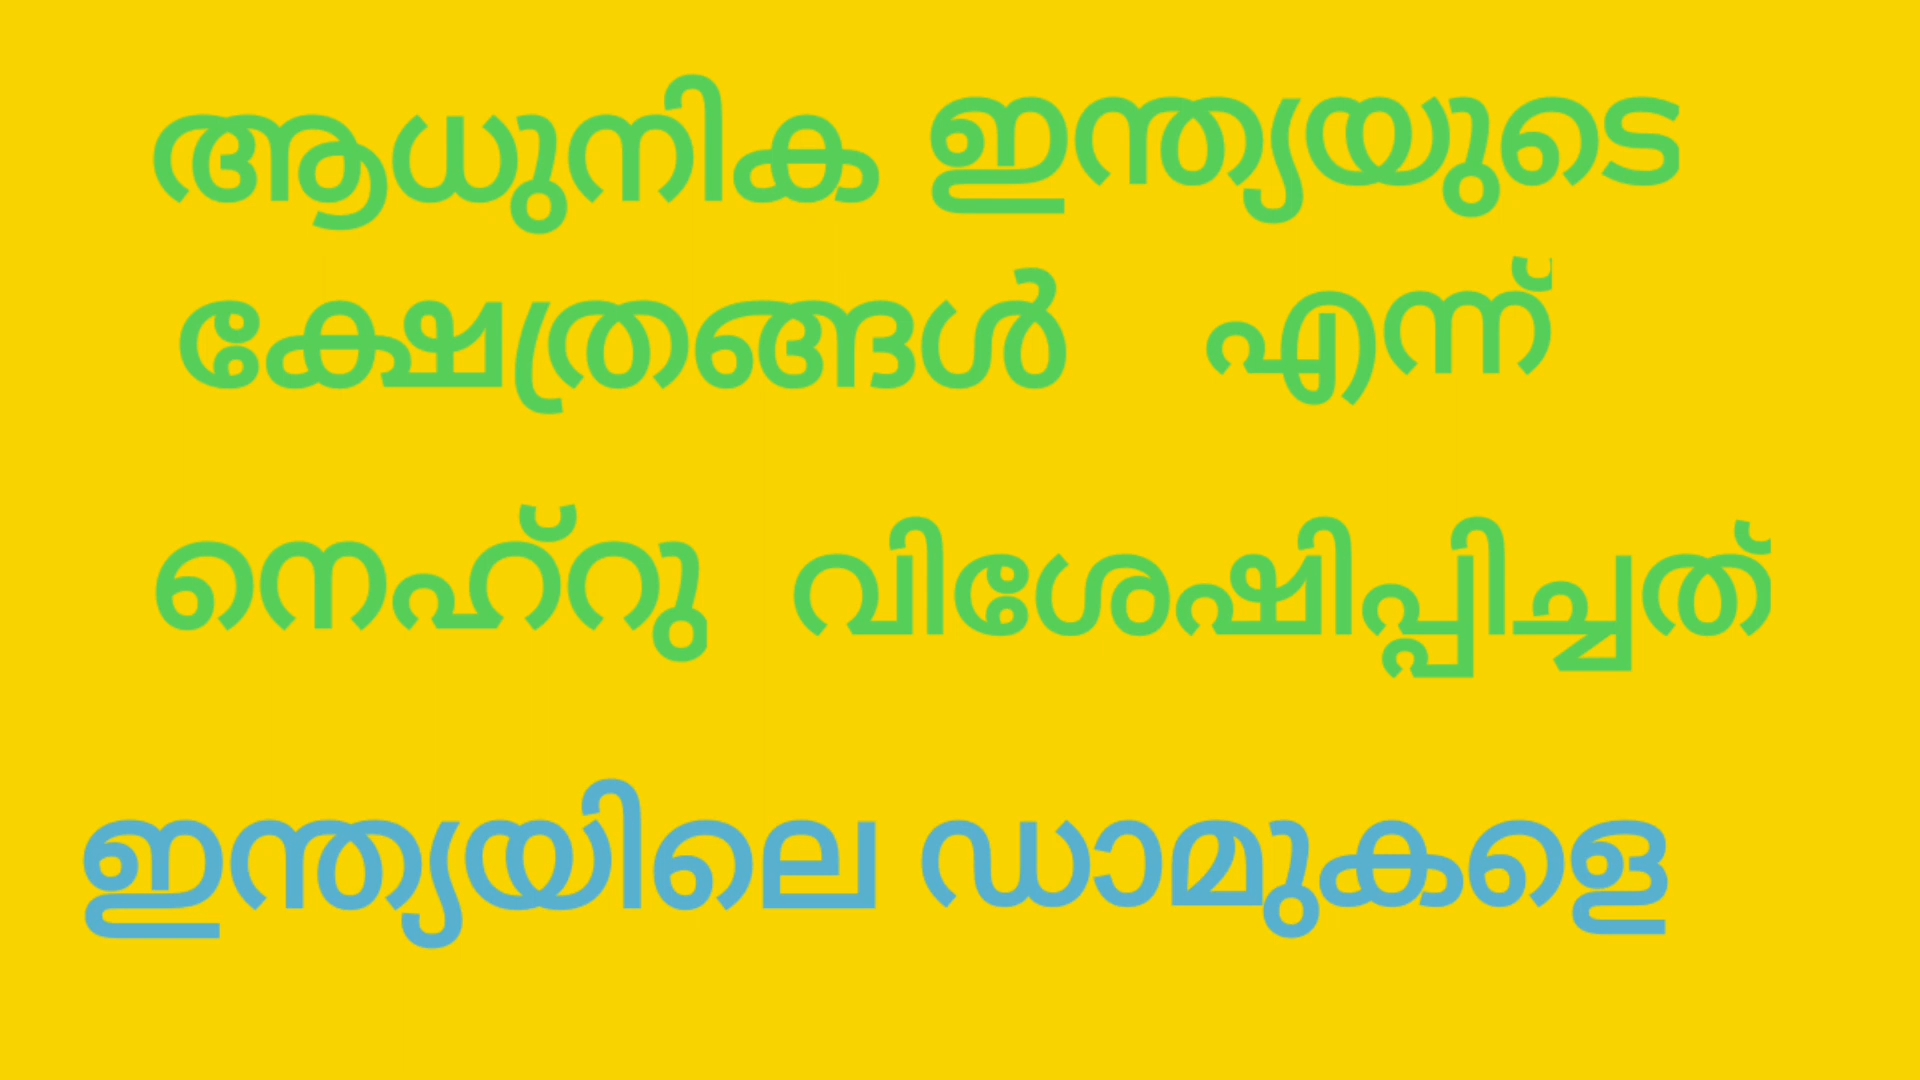 ആധുനിക ഇന്ത്യയുടെ
ക്ഷേത്രങ്ങൾ എന്ന്
നെഹ്റു വിശേഷിപ്പിച്ചത്
ഇന്ത്യയിലെ ഡാമുകളെ